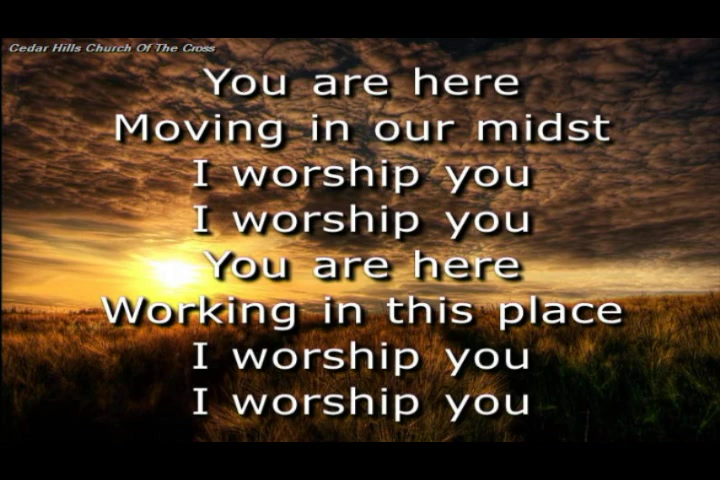 Cedar Hills Church Of The Cross
You are here
Moving in our midst
I worship you
I worship you
You are here
Working in this place
I worship you
I worship you